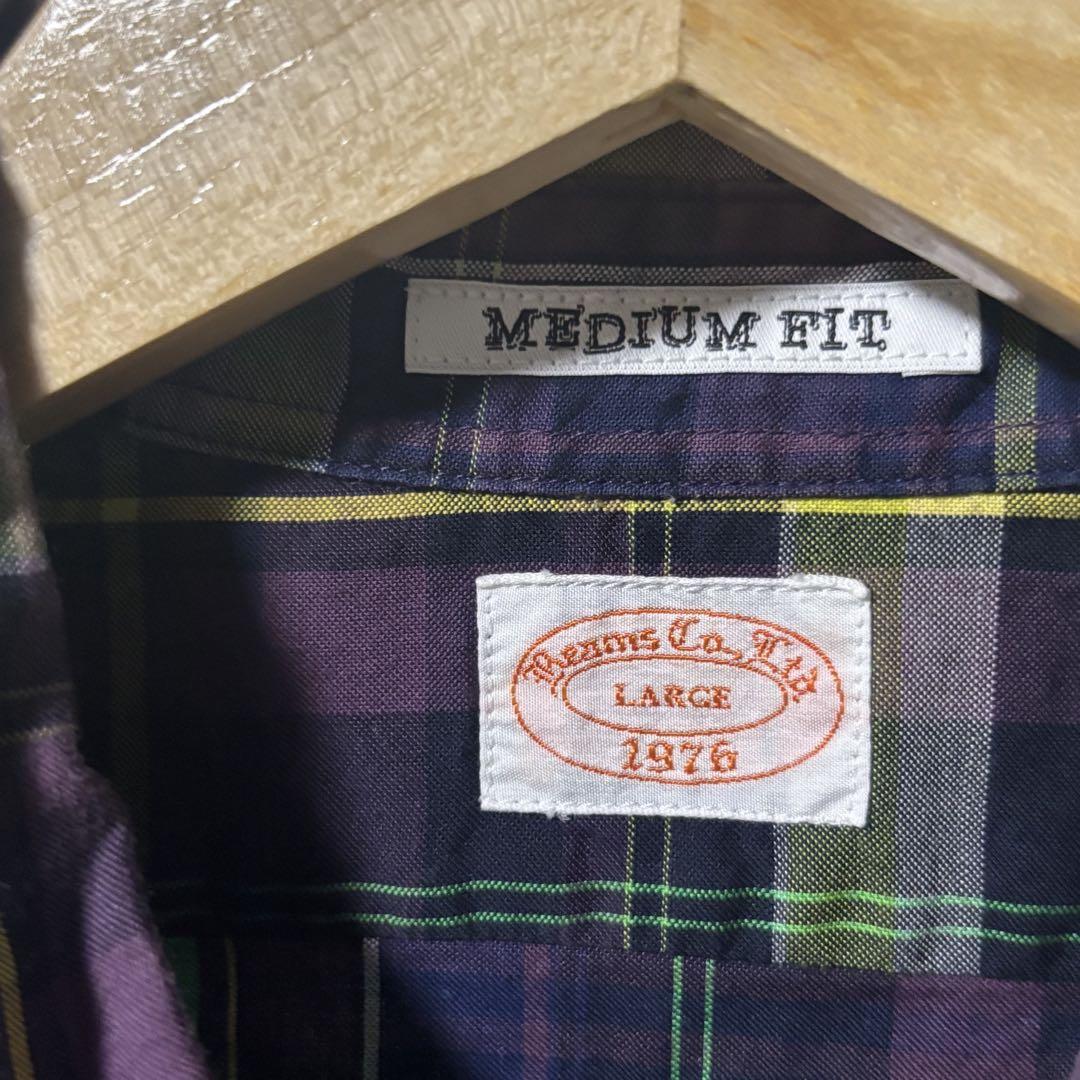 MEDIUM FIT
Beams Co., Ltd.
LARGE
1976